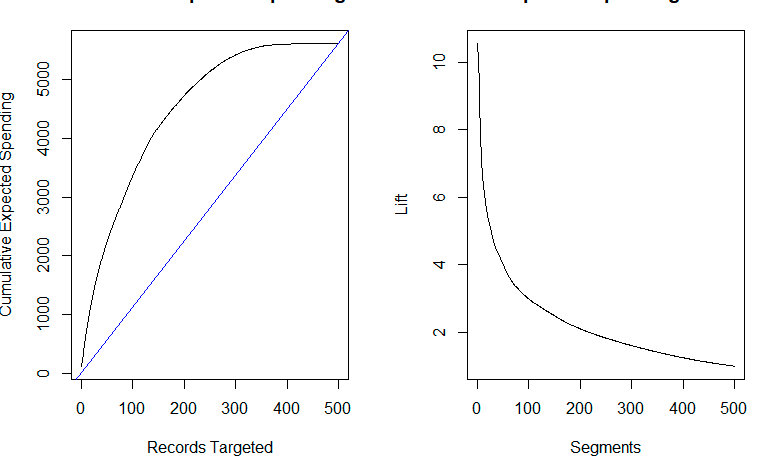 Cumulative Expected Spending
5000
4000
3000
2000
1000
0
0 100 200 300 400 500
Records Targeted
Lift
10
8
6
4
2
0 100 200 300 400 500
Segments